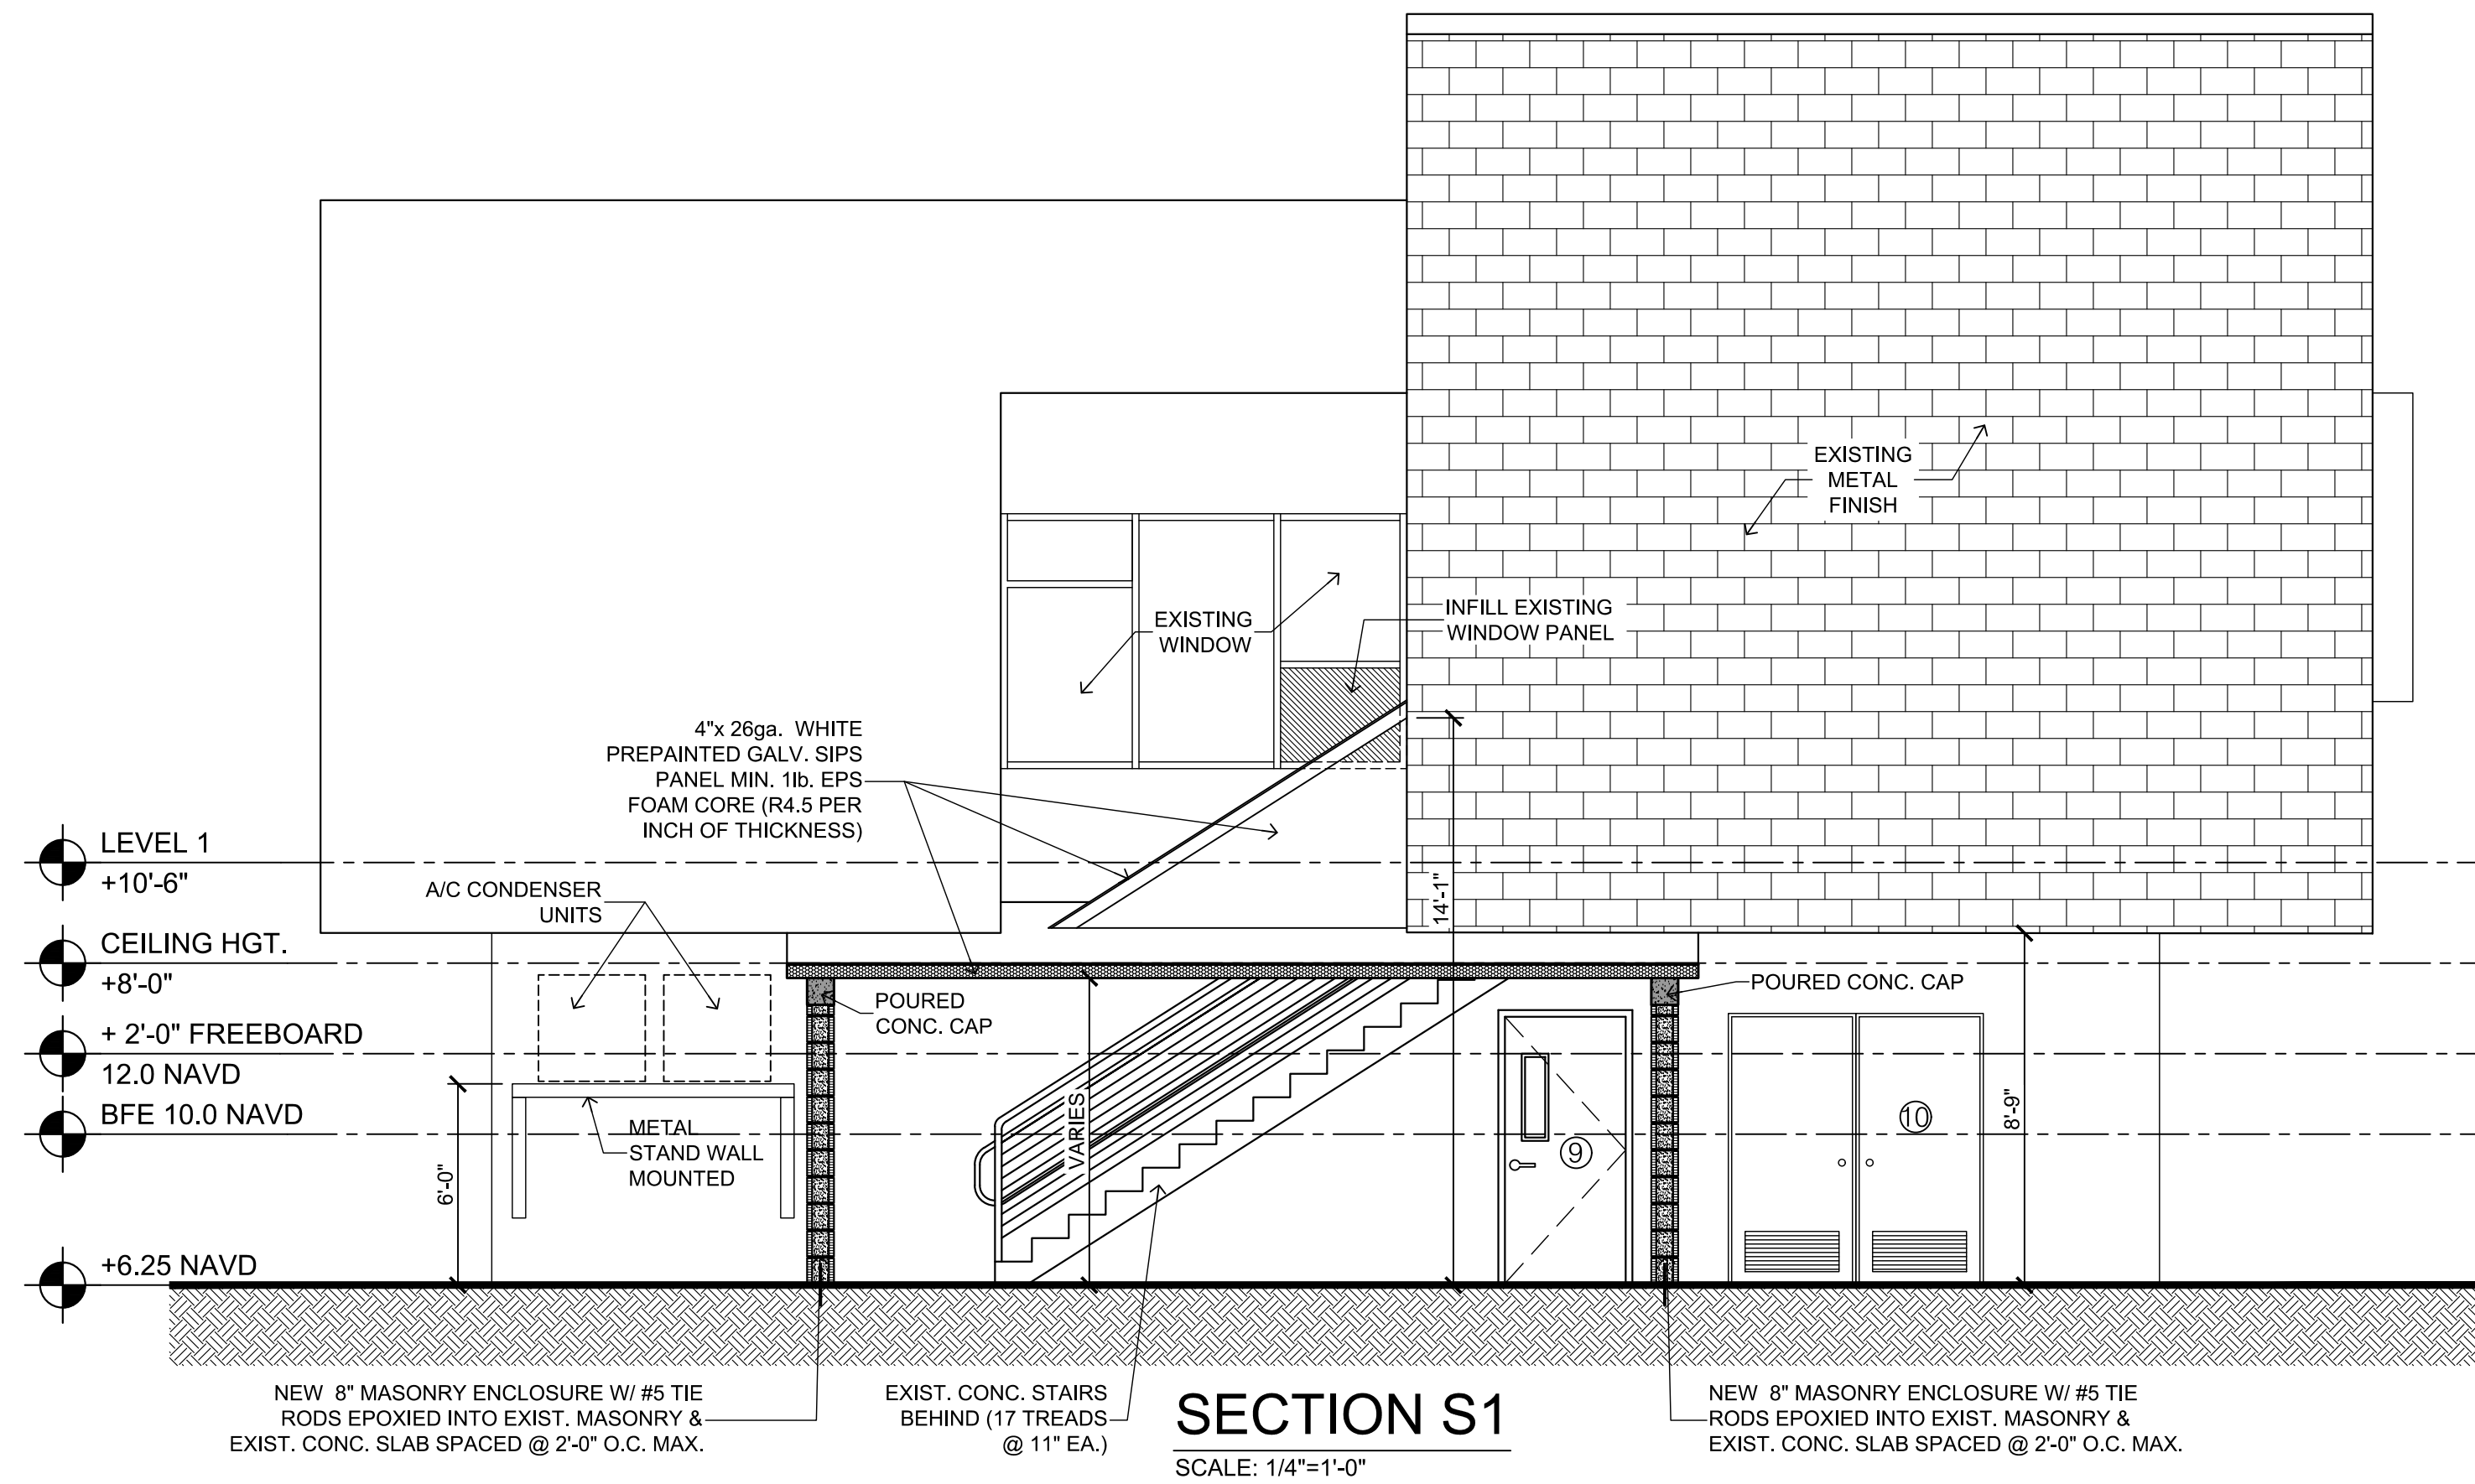 EXISTING
METAL
FINISH
EXISTING
WINDOW
INFILL EXISTING
WINDOW PANEL
4"x 26ga.  WHITE
PREPAINTED GALV. SIPS
PANEL MIN. 1lb. EPS
FOAM CORE (R4.5 PER
INCH OF THICKNESS)
LEVEL 1
+10'-6"
A/C CONDENSER
UNITS
14'-1"
CEILING HGT.
+8'-0"
POURED
CONC. CAP
POURED CONC. CAP
+ 2'-0" FREEBOARD
12.0 NAVD
BFE 10.0 NAVD
METAL
STAND WALL
MOUNTED
6'-0"
VARIES
9
10
8'-9"
+6.25 NAVD
NEW  8" MASONRY ENCLOSURE W/ #5 TIE
RODS EPOXIED INTO EXIST. MASONRY &
EXIST. CONC. SLAB SPACED @ 2'-0" O.C. MAX.
EXIST. CONC. STAIRS
BEHIND (17 TREADS
@ 11" EA.)
SECTION S1
SCALE: 1/4"=1'-0"
NEW  8" MASONRY ENCLOSURE W/ #5 TIE
RODS EPOXIED INTO EXIST. MASONRY &
EXIST. CONC. SLAB SPACED @ 2'-0" O.C. MAX.